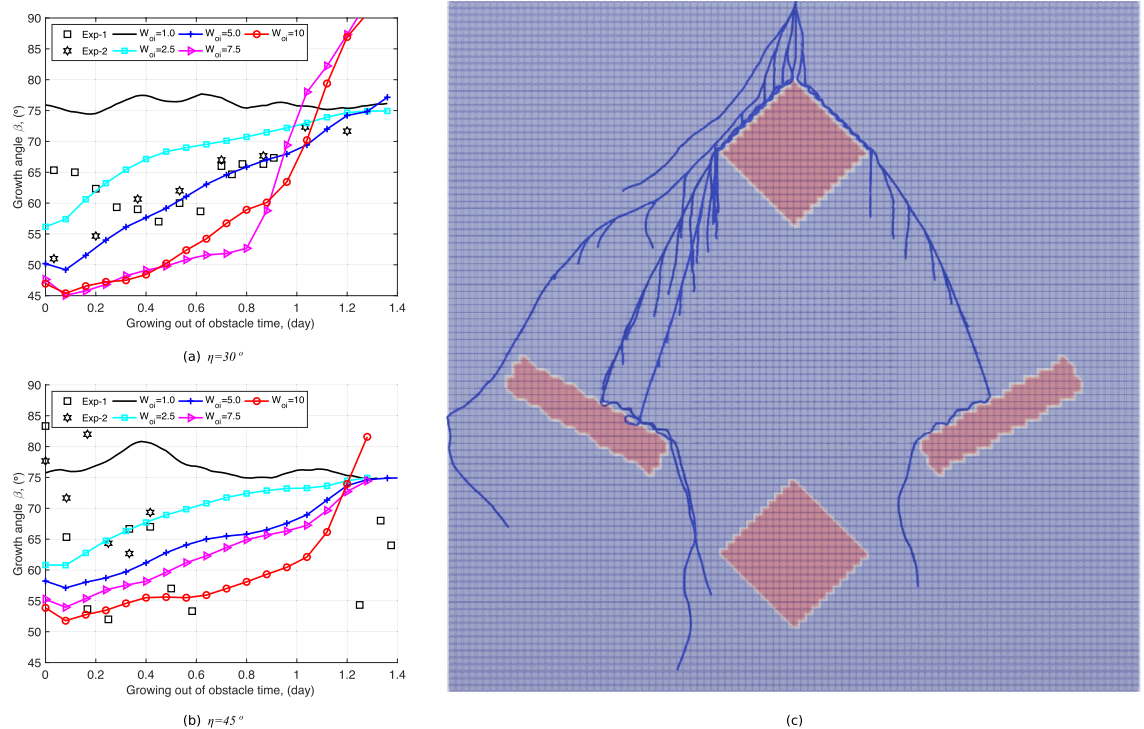 90
85
80
75
70
65
60
55
50
45
Growth angle β, (°)
Exp-1 W_oi=1.0 W_oi=5.0 W_oi=10
Exp-2 W_oi=2.5 W_oi=7.5
0 0.2 0.4 0.6 0.8 1 1.2 1.4
Growing out of obstacle time, (day)
(a) η=30 °
90
85
80
75
70
65
60
55
50
45
Growth angle β, (°)
Exp-1 W_oi=1.0 W_oi=5.0 W_oi=10
Exp-2 W_oi=2.5 W_oi=7.5
0 0.2 0.4 0.6 0.8 1 1.2 1.4
Growing out of obstacle time, (day)
(b) η=45 °
(c)